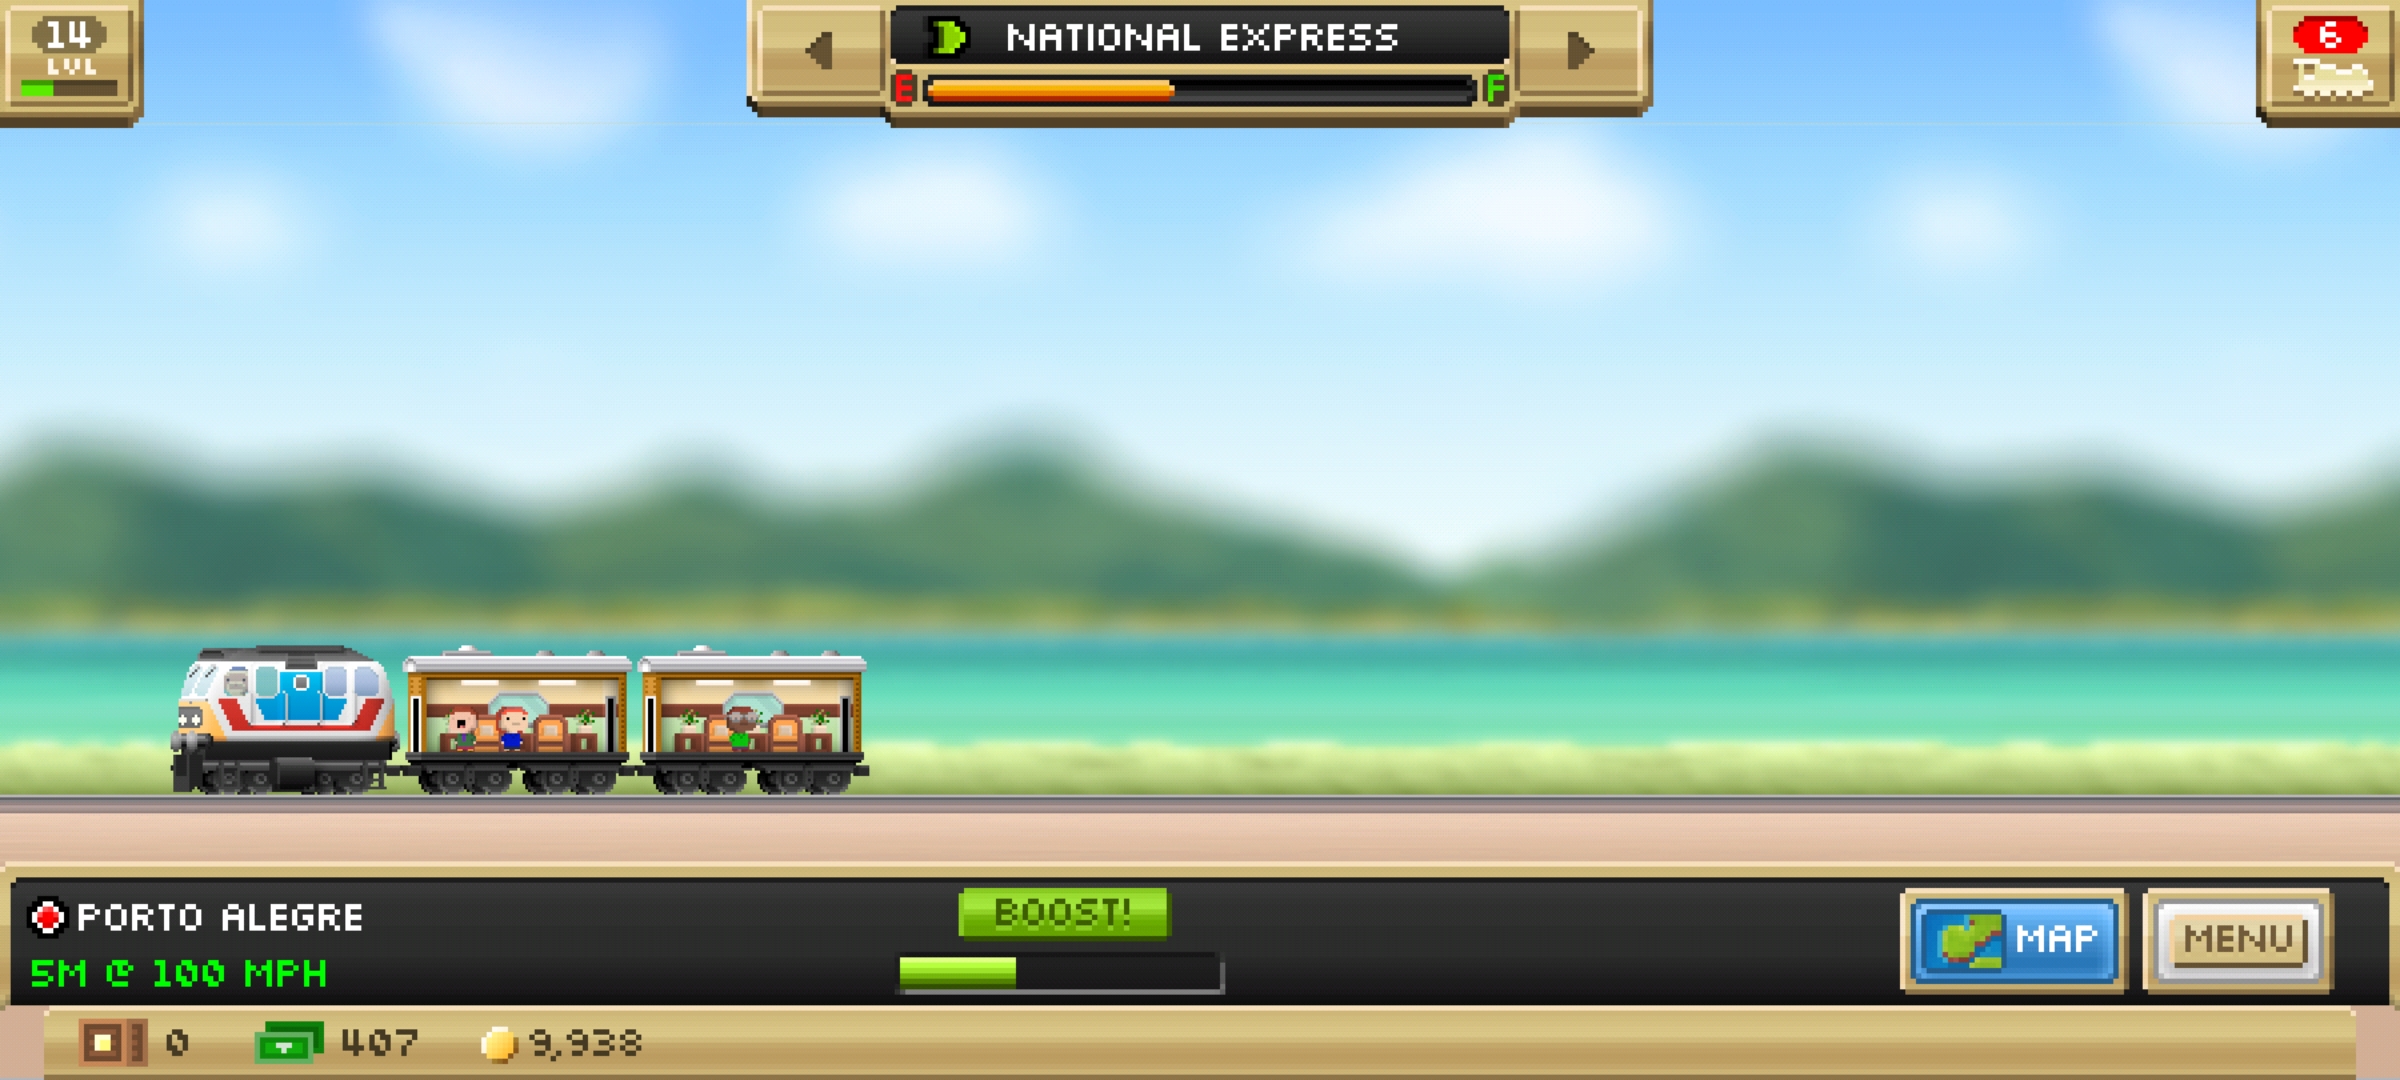 14
LVL
NATIONAL EXPRESS
E F
6
PORTO ALEGRE
5M @ 100 MPH
BOOST!
MAP
MENU
0
407
9,938